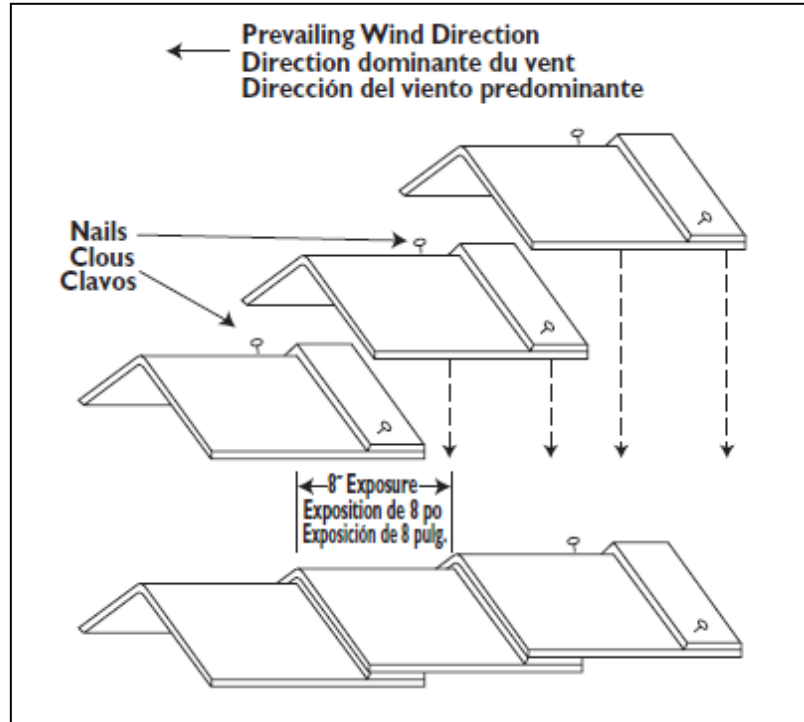 Prevailing Wind Direction
Direction dominante du vent
Dirección del viento predominante
Nails
Clous
Clavos
8" Exposure
Exposition de 8 po
Exposición de 8 pulg.